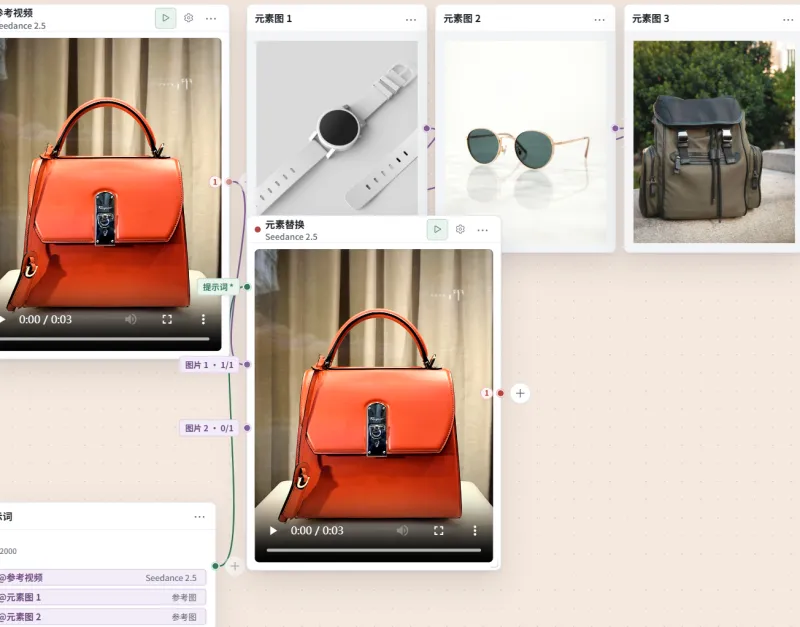 参考视频
Seedance 2.5
元素图 1
元素图 2
元素图 3
1
元素替换
Seedance 2.5
提示词 *
0:00 / 0:03
图片 1 · 1/1
1
图片 2 · 0/1
0:00 / 0:03
示词
2000
@参考视频
Seedance 2.5
@元素图 1
参考图
@元素图 2
参考图